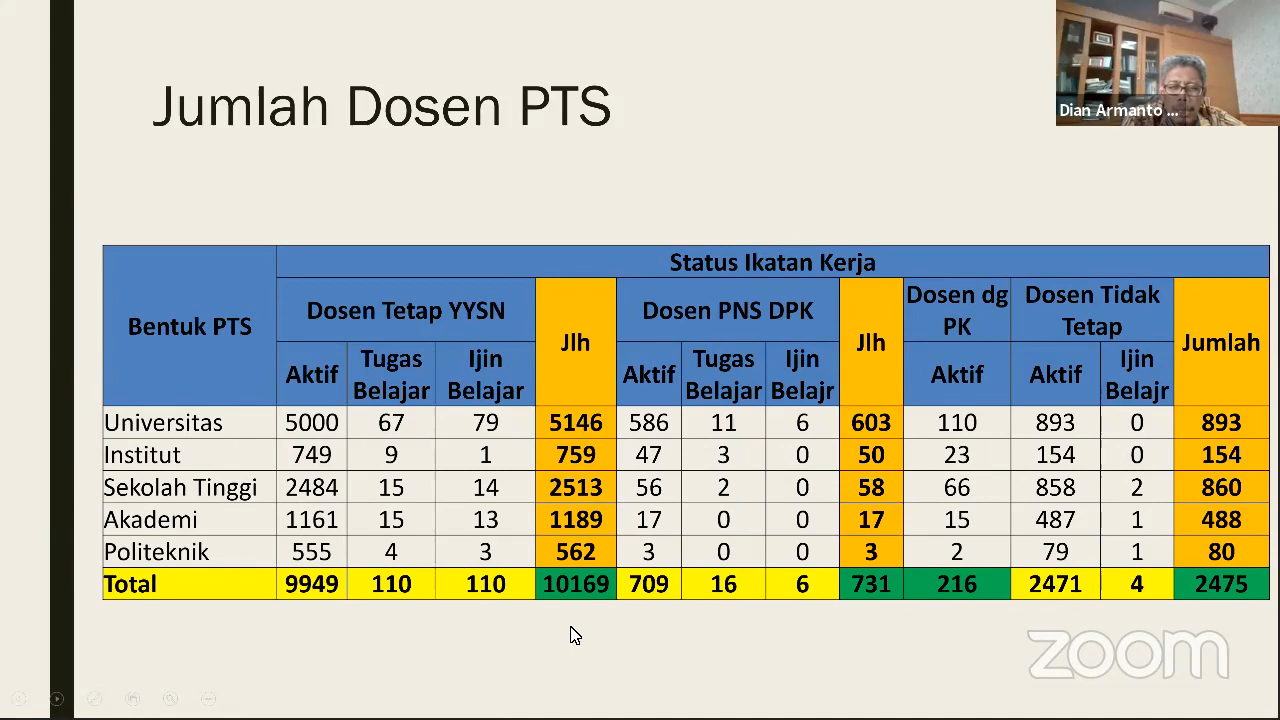 Jumlah Dosen PTS
Dian Armanto ...
Bentuk PTS
Status Ikatan Kerja
Dosen Tetap YYSN
Jlh
Dosen PNS DPK
Jlh
Dosen dg PK
Dosen Tidak Tetap
Jumlah
Aktif
Tugas Belajar
Ijin Belajar
Aktif
Tugas Belajar
Ijin Belajr
Aktif
Aktif
Ijin Belajr
Universitas 5000 67 79 5146 586 11 6 603 110 893 0 893
Institut 749 9 1 759 47 3 0 50 23 154 0 154
Sekolah Tinggi 2484 15 14 2513 56 2 0 58 66 858 2 860
Akademi 1161 15 13 1189 17 0 0 17 15 487 1 488
Politeknik 555 4 3 562 3 0 0 3 2 79 1 80
Total 9949 110 110 10169 709 16 6 731 216 2471 4 2475
zoom